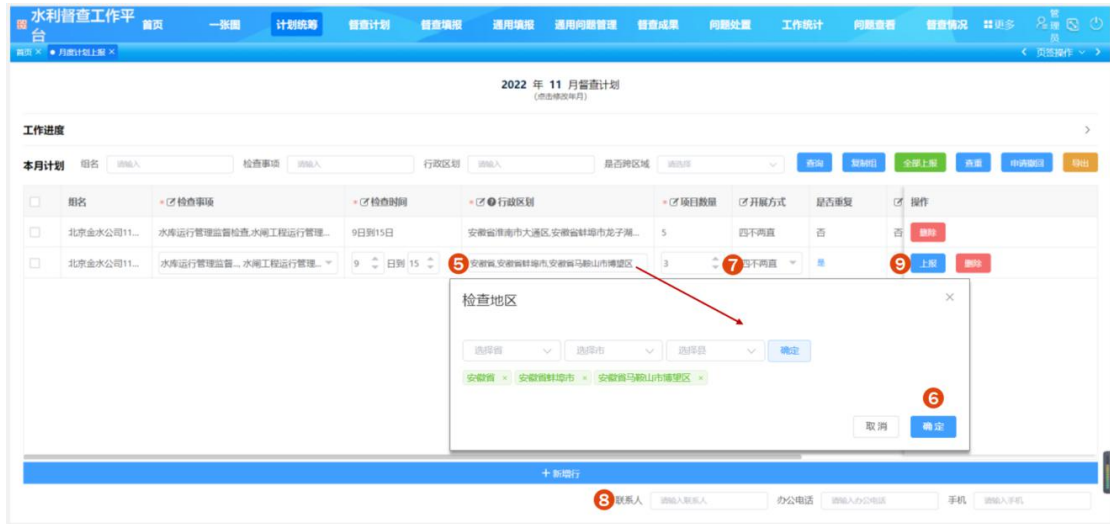 水利督查工作平台 首页 一张图 计划统筹 督查计划 督查填报 通用填报 通用问题管理 督查成果 问题处置 工作统计 问题查看 督查情况 更多 管理员
首页 × 月度计划上报 × 页签操作
2022 年 11 月督查计划
(点击修改年月)
工作进度
本月计划 组名 请输入 检查事项 请输入 行政区划 请输入 是否跨区域 请选择 查询 复制组 全部上报 查重 申请撤回 导出
组名 * 检查事项 * 检查时间 * 行政区划 * 项目数量 开展方式 是否重复 操作
北京金水公司11... 水库运行管理监督检查,水闸工程运行管理... 9日到15日 安徽省淮南市大通区,安徽省蚌埠市龙子湖... 5 四不两直 否 否 删除
北京金水公司11... 水库运行管理监督..., 水闸工程运行管理... 9 日到 15 5 安徽省,安徽省蚌埠市,安徽省马鞍山市博望区 3 7 四不两直 是 9 上报 删除
检查地区 ×
选择省 选择市 选择县 确定
安徽省 × 安徽省蚌埠市 × 安徽省马鞍山市博望区 ×
6
取消 确定
+ 新增行
8 联系人 请输入联系人 办公电话 请输入办公电话 手机 请输入手机